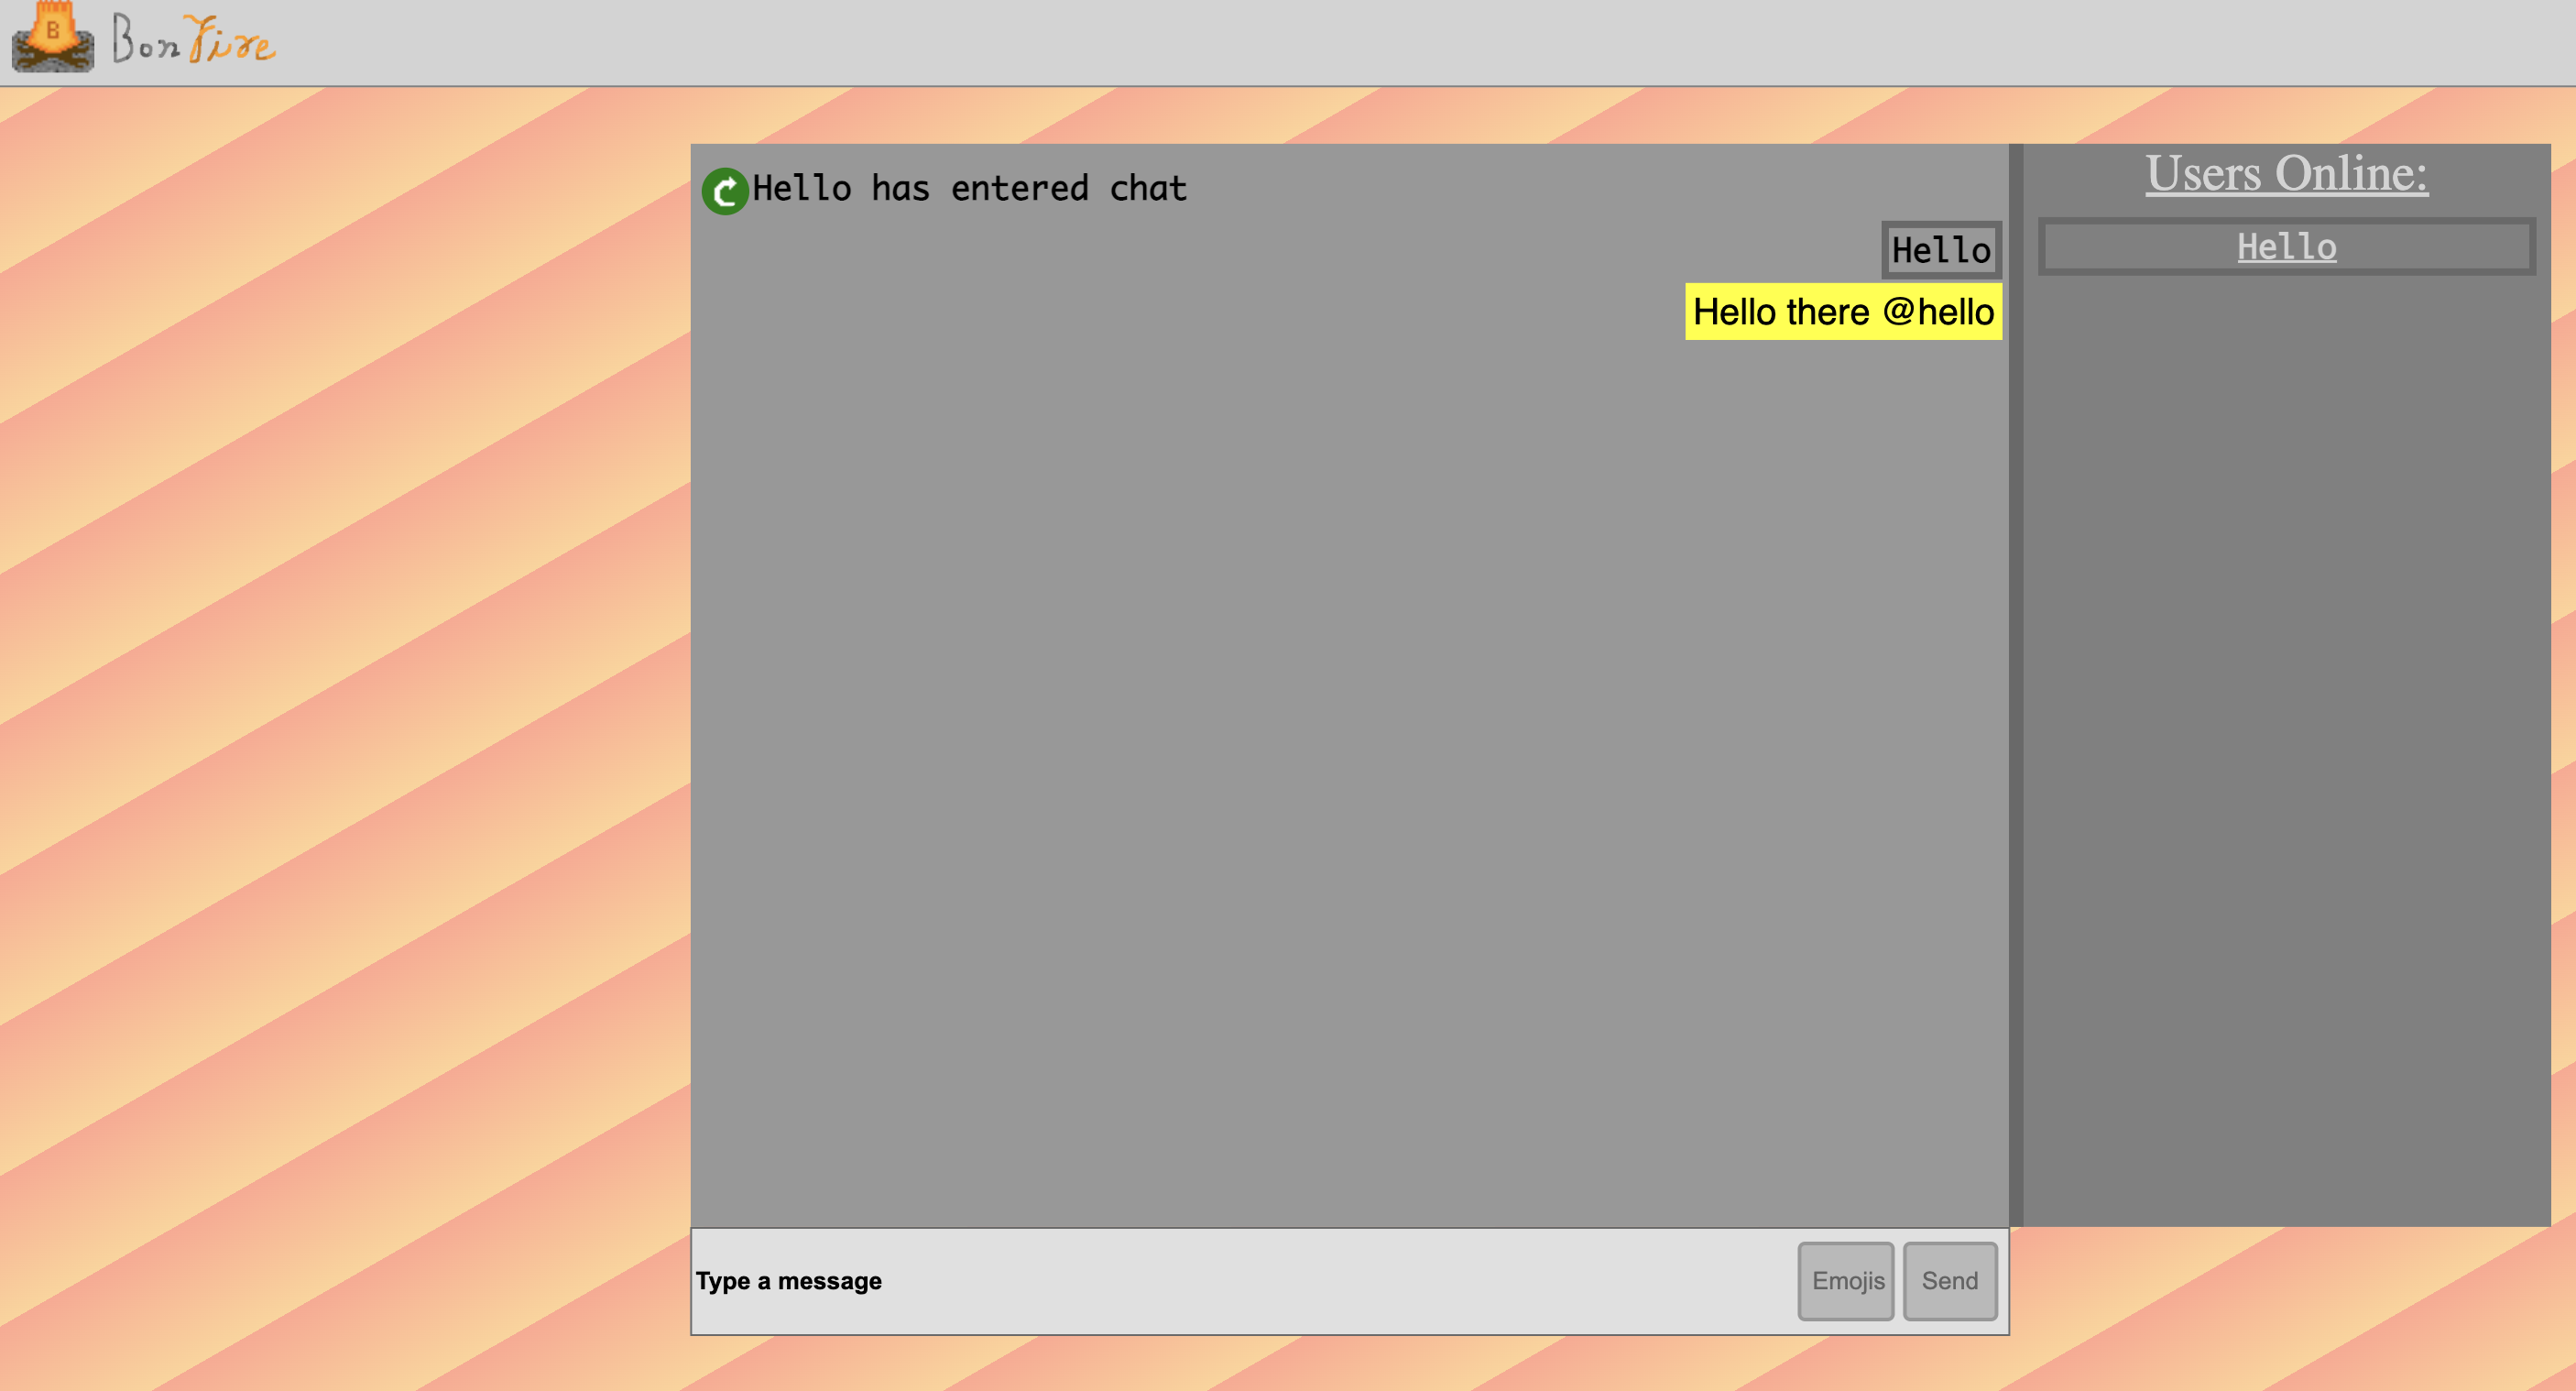 B
BonFire
Hello has entered chat
Hello
Hello there @hello
Users Online:
Hello
Type a message
Emojis
Send